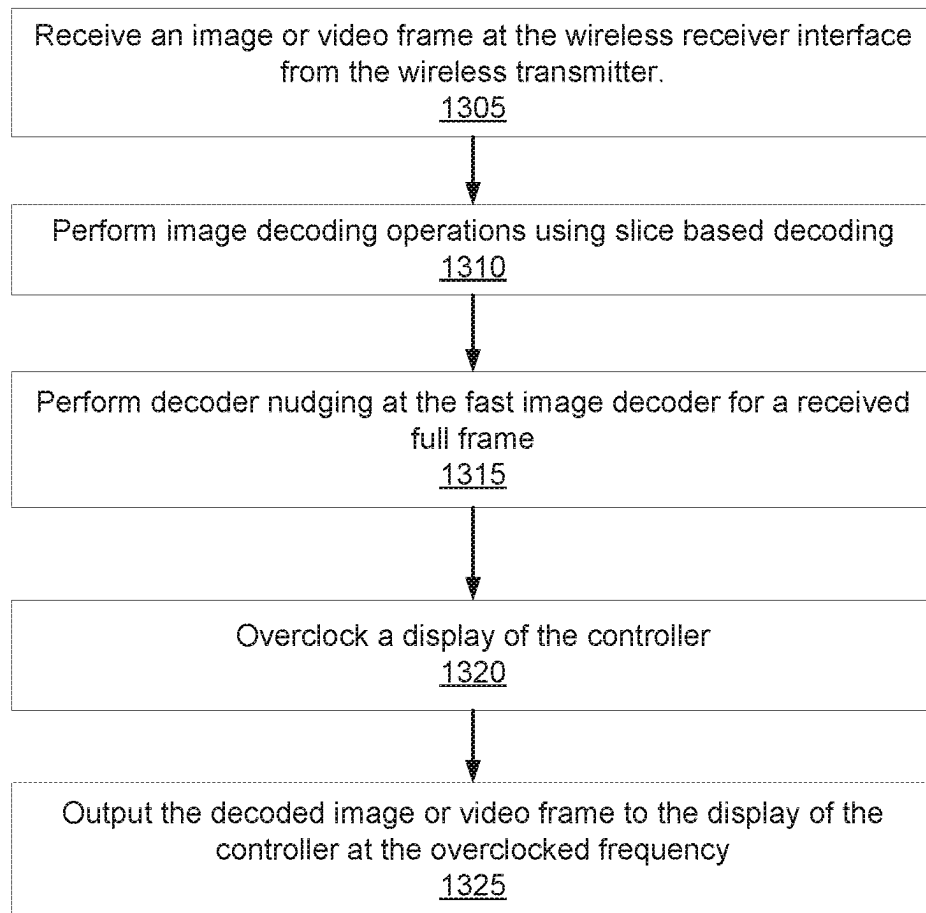 Receive an image or video frame at the wireless receiver interface
from the wireless transmitter.
1305
Perform image decoding operations using slice based decoding
1310
Perform decoder nudging at the fast image decoder for a received
full frame
1315
Overclock a display of the controller
1320
Output the decoded image or video frame to the display of the
controller at the overclocked frequency
1325